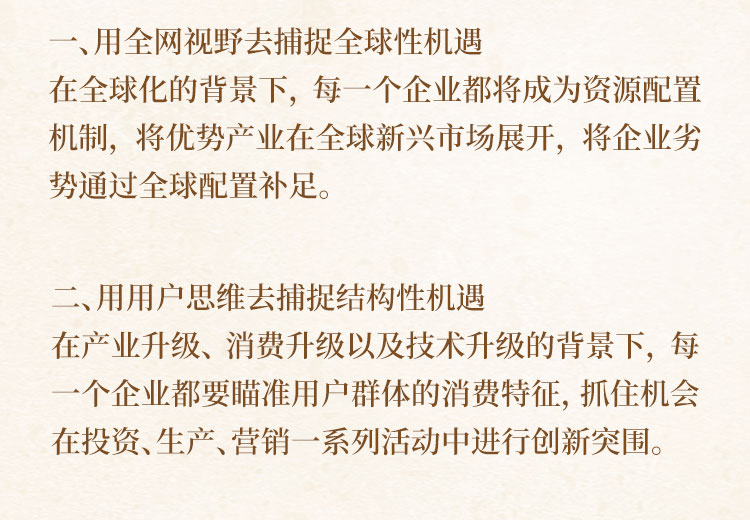 一、用全网视野去捕捉全球性机遇
在全球化的背景下，每一个企业都将成为资源配置
机制，将优势产业在全球新兴市场展开，将企业劣
势通过全球配置补足。
二、用用户思维去捕捉结构性机遇
在产业升级、消费升级以及技术升级的背景下，每
一个企业都要瞄准用户群体的消费特征，抓住机会
在投资、生产、营销一系列活动中进行创新突围。